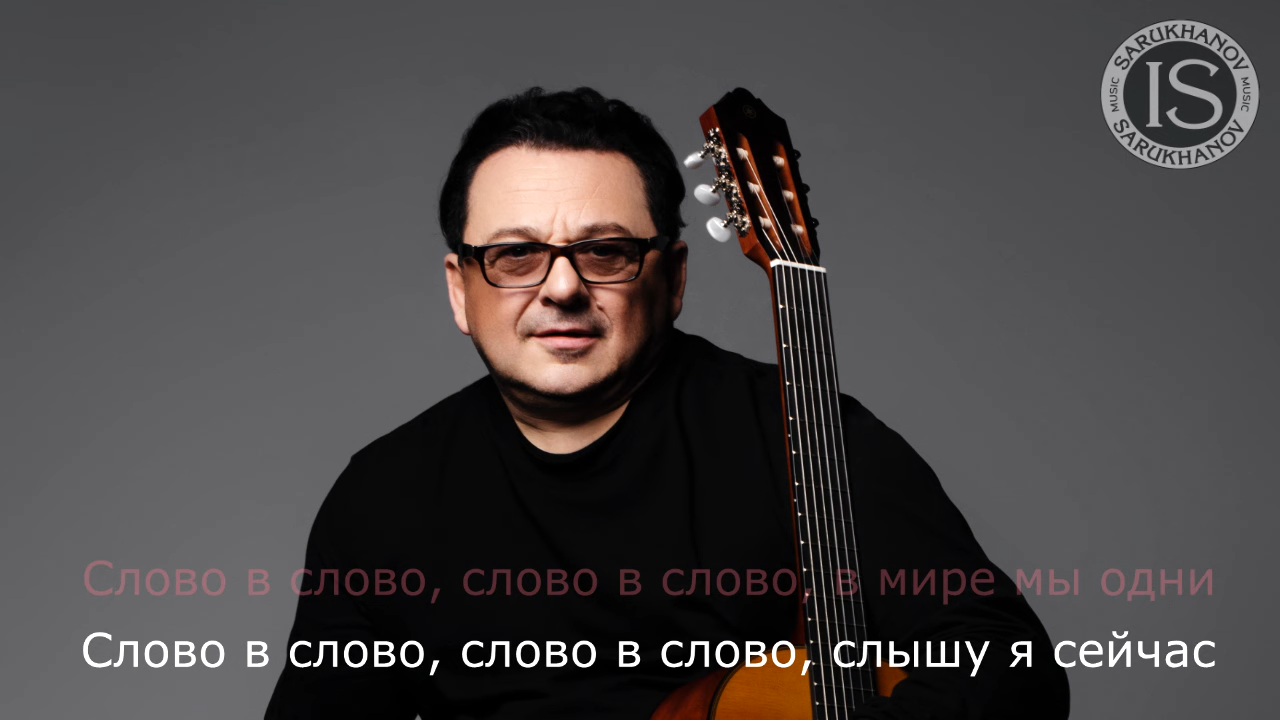 SARUKHANOV
MUSIC IS MUSIC
SARUKHANOV
Слово в слово, слово в слово, в мире мы одни
Слово в слово, слово в слово, слышу я сейчас